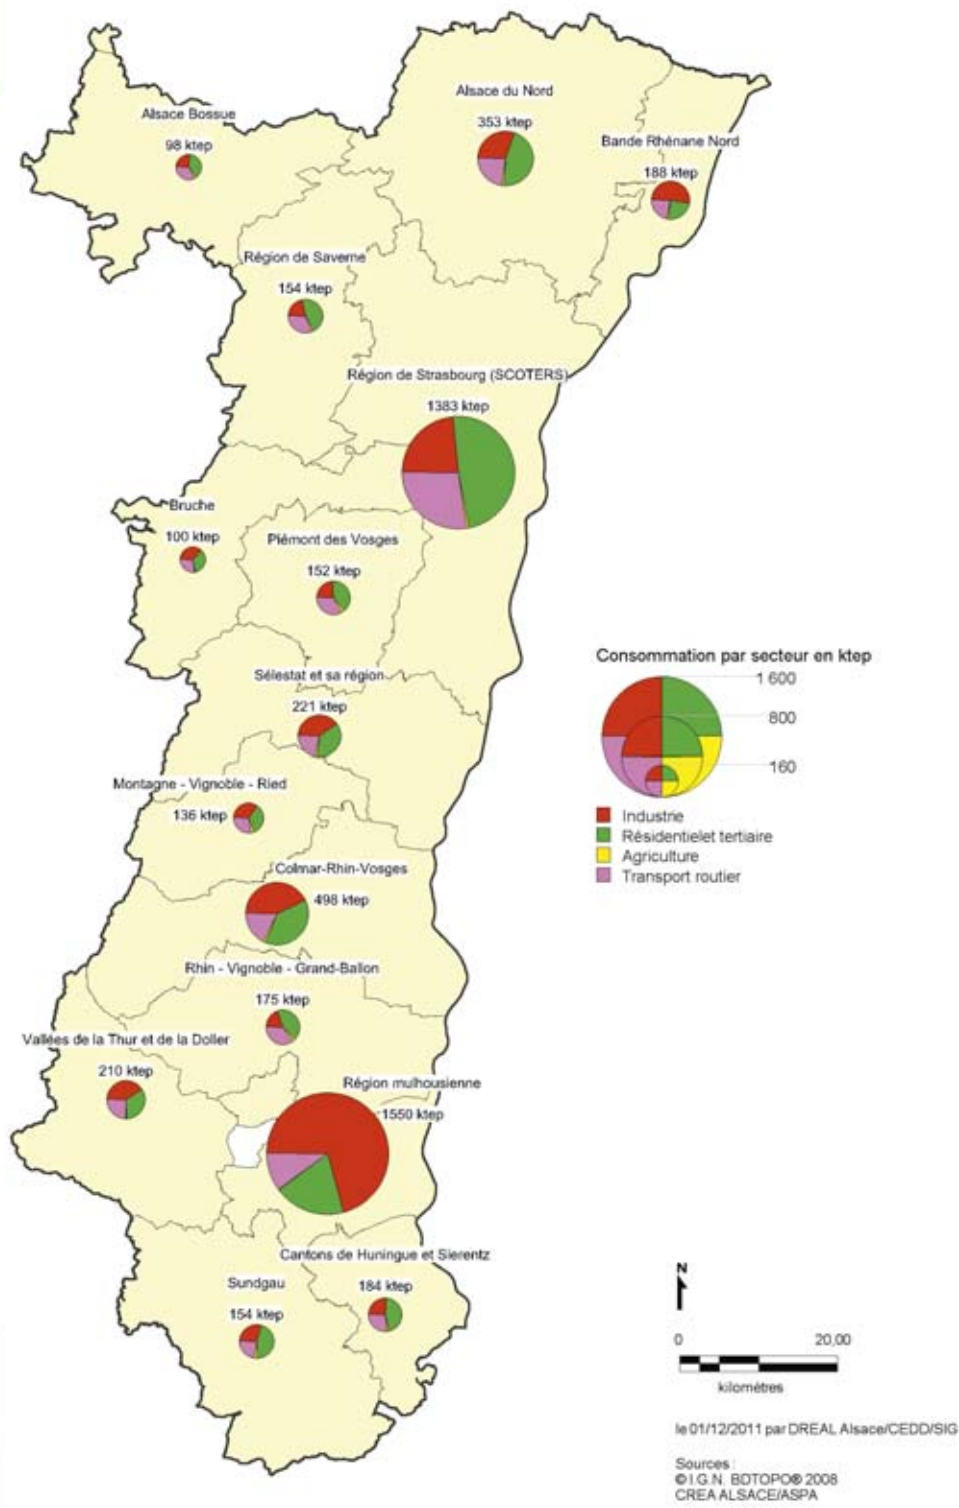 Alsace du Nord
353 ktep
Alsace Bossue
98 ktep
Bande Rhénane Nord
188 ktep
Région de Saverne
154 ktep
Région de Strasbourg (SCOTERS)
1383 ktep
Bruche
100 ktep
Piémont des Vosges
152 ktep
Consommation par secteur en ktep
1 600
800
160
Industrie
Résidentielet tertiaire
Agriculture
Transport routier
Sélestat et sa région
221 ktep
Montagne - Vignoble - Ried
136 ktep
Colmar-Rhin-Vosges
498 ktep
Rhin - Vignoble - Grand-Ballon
175 ktep
Vallées de la Thur et de la Doller
210 ktep
Région mulhousienne
1550 ktep
Cantons de Huningue et Sierentz
184 ktep
Sundgau
154 ktep
N
0 20,00
kilomètres
le 01/12/2011 par DREAL Alsace/CEDD/SIG
Sources :
© I.G.N. BDTOPO® 2008
CREA ALSACE/ASPA